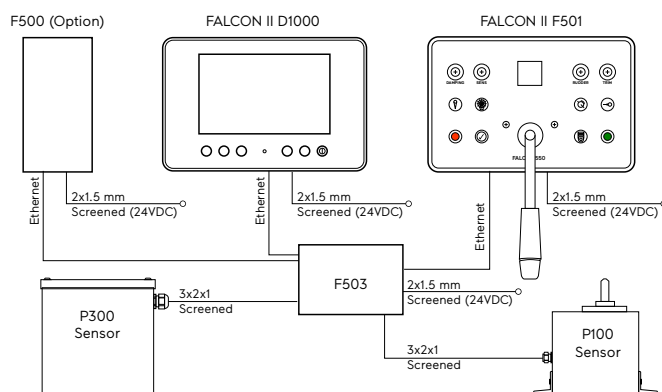 F500 (Option)
FALCON II D1000
FALCON II F501
DAMPING
SENS
RUDDER
TRIM
Ethernet
2x1.5 mm
Screened (24VDC)
Ethernet
2x1.5 mm
Screened (24VDC)
Ethernet
2x1.5 mm
Screened (24VDC)
F503
2x1.5 mm
Screened (24VDC)
P300
Sensor
3x2x1
Screened
3x2x1
Screened
P100
Sensor